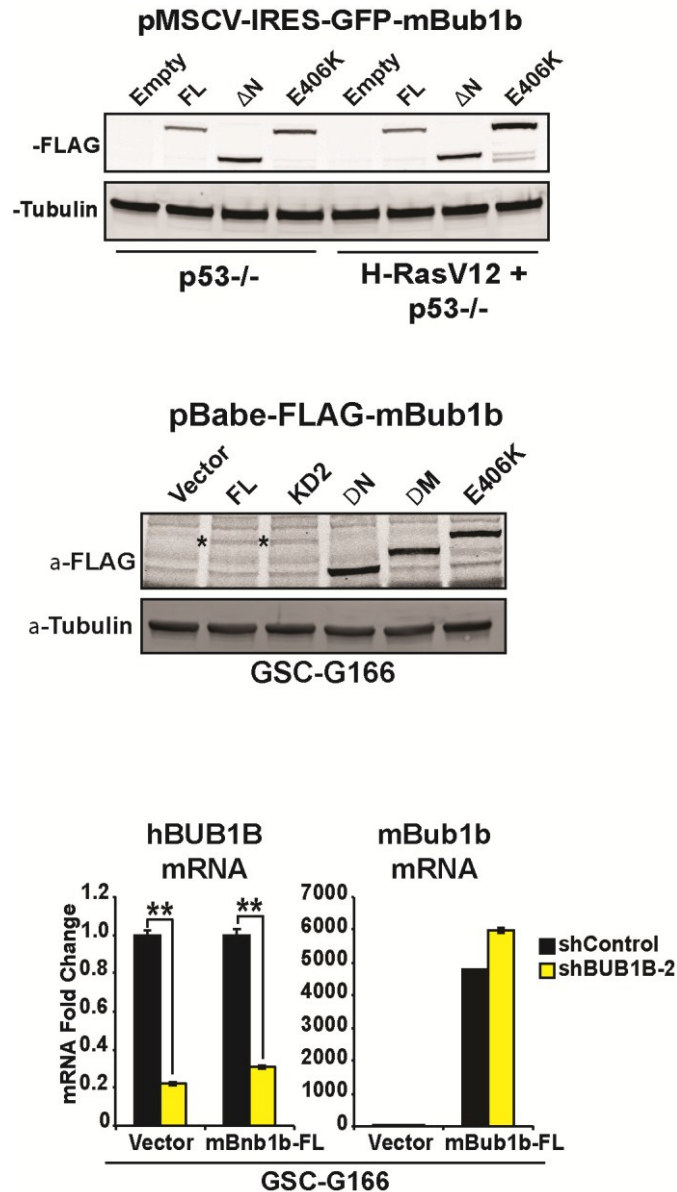 pMSCV-IRES-GFP-mBub1b
Empty FL ΔN E406K Empty FL ΔN E406K
-FLAG
-Tubulin
p53-/- H-RasV12 +
p53-/-
pBabe-FLAG-mBub1b
Vector FL KD2 DN DM E406K
* *
a-FLAG
a-Tubulin
GSC-G166
hBUB1B mBub1b
mRNA mRNA
mRNA Fold Change
1.2 7000
1.0 6000
0.8 5000
0.6 4000
0.4 3000
0.2 2000
0 1000
0
** **
shControl
shBUB1B-2
Vector mBnb1b-FL Vector mBub1b-FL
GSC-G166